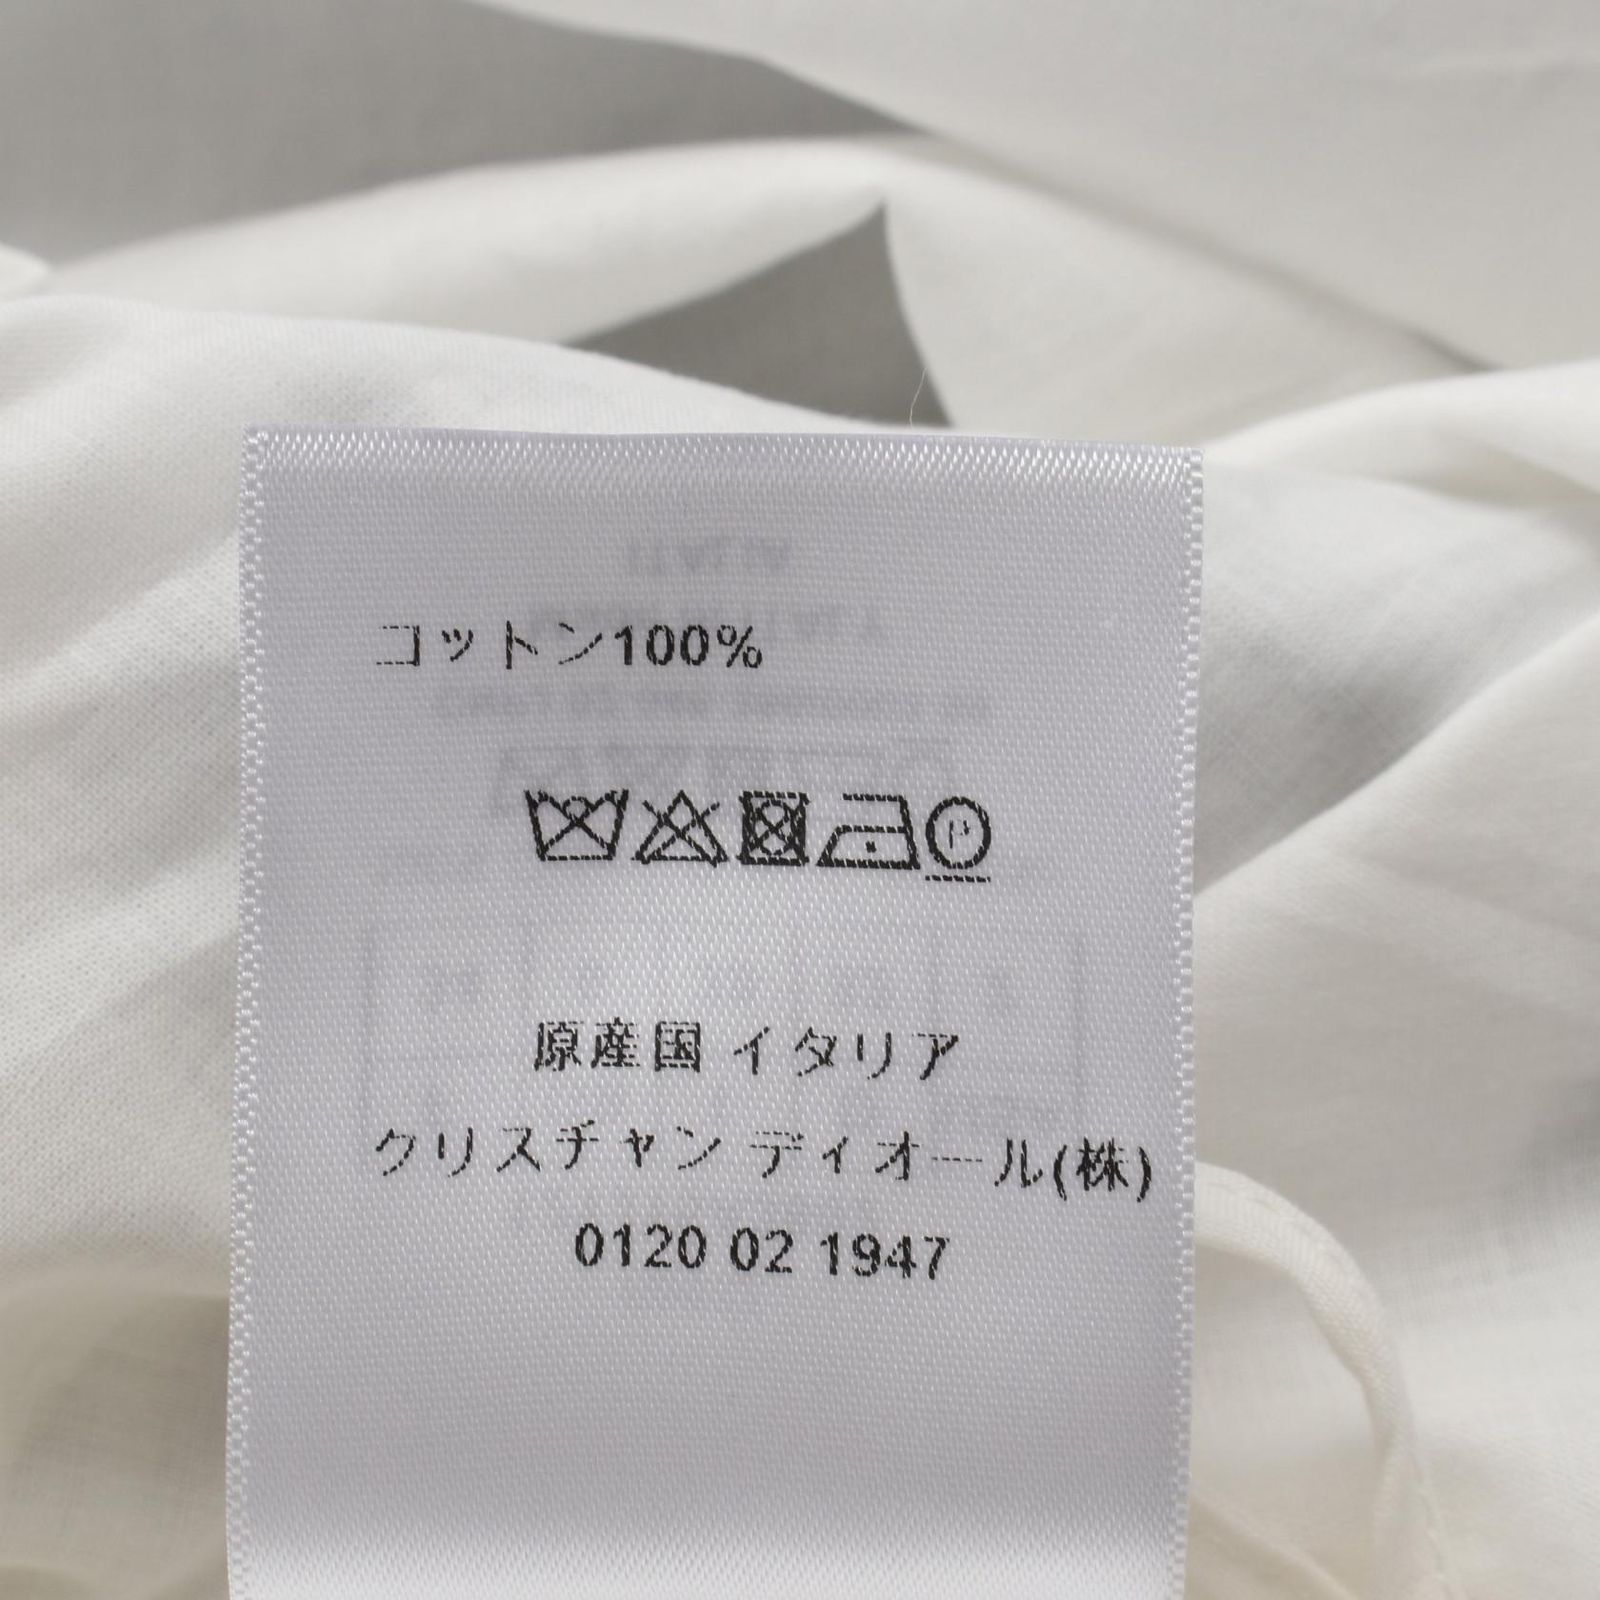 コットン100%
P
原産国 イタリア
クリスチャン ディオール(株)
0120 02 1947